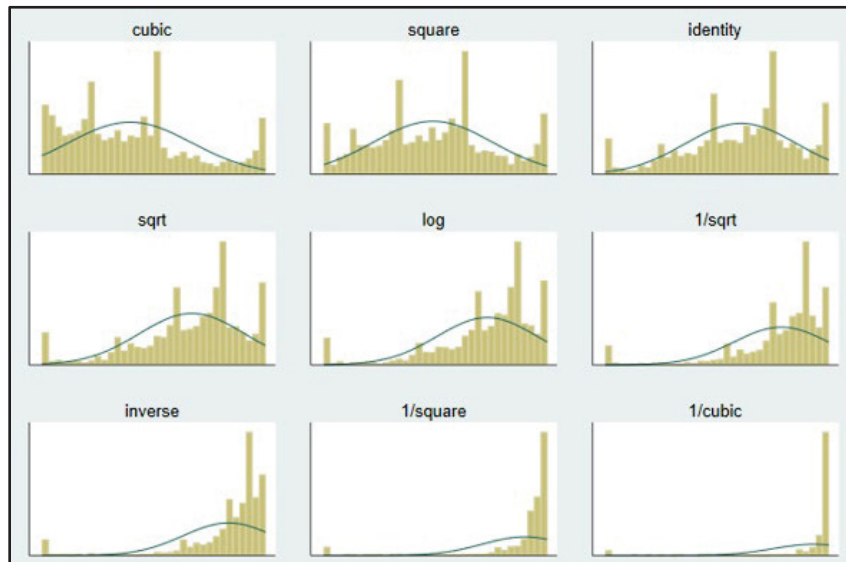 cubic
square
identity
sqrt
log
1/sqrt
inverse
1/square
1/cubic